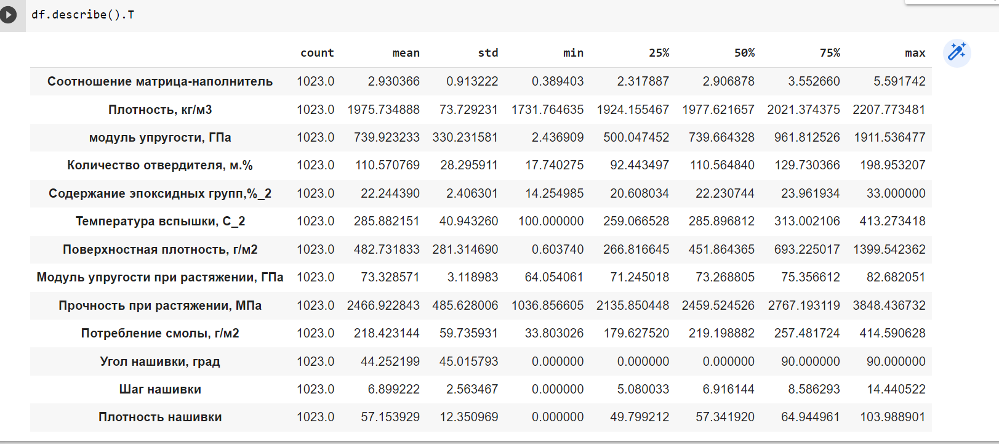 df.describe().T
count mean std min 25% 50% 75% max
Соотношение матрица-наполнитель 1023.0 2.930366 0.913222 0.389403 2.317887 2.906878 3.552660 5.591742
Плотность, кг/м3 1023.0 1975.734888 73.729231 1731.764635 1924.155467 1977.621657 2021.374375 2207.773481
модуль упругости, ГПа 1023.0 739.923233 330.231581 2.436909 500.047452 739.664328 961.812526 1911.536477
Количество отвердителя, м.% 1023.0 110.570769 28.295911 17.740275 92.443497 110.564840 129.730366 198.953207
Содержание эпоксидных групп,%_2 1023.0 22.244390 2.406301 14.254985 20.608034 22.230744 23.961934 33.000000
Температура вспышки, С_2 1023.0 285.882151 40.943260 100.000000 259.066528 285.896812 313.002106 413.273418
Поверхностная плотность, г/м2 1023.0 482.731833 281.314690 0.603740 266.816645 451.864365 693.225017 1399.542362
Модуль упругости при растяжении, ГПа 1023.0 73.328571 3.118983 64.054061 71.245018 73.268805 75.356612 82.682051
Прочность при растяжении, МПа 1023.0 2466.922843 485.628006 1036.856605 2135.850448 2459.524526 2767.193119 3848.436732
Потребление смолы, г/м2 1023.0 218.423144 59.735931 33.803026 179.627520 219.198882 257.481724 414.590628
Угол нашивки, град 1023.0 44.252199 45.015793 0.000000 0.000000 0.000000 90.000000 90.000000
Шаг нашивки 1023.0 6.899222 2.563467 0.000000 5.080033 6.916144 8.586293 14.440522
Плотность нашивки 1023.0 57.153929 12.350969 0.000000 49.799212 57.341920 64.944961 103.988901